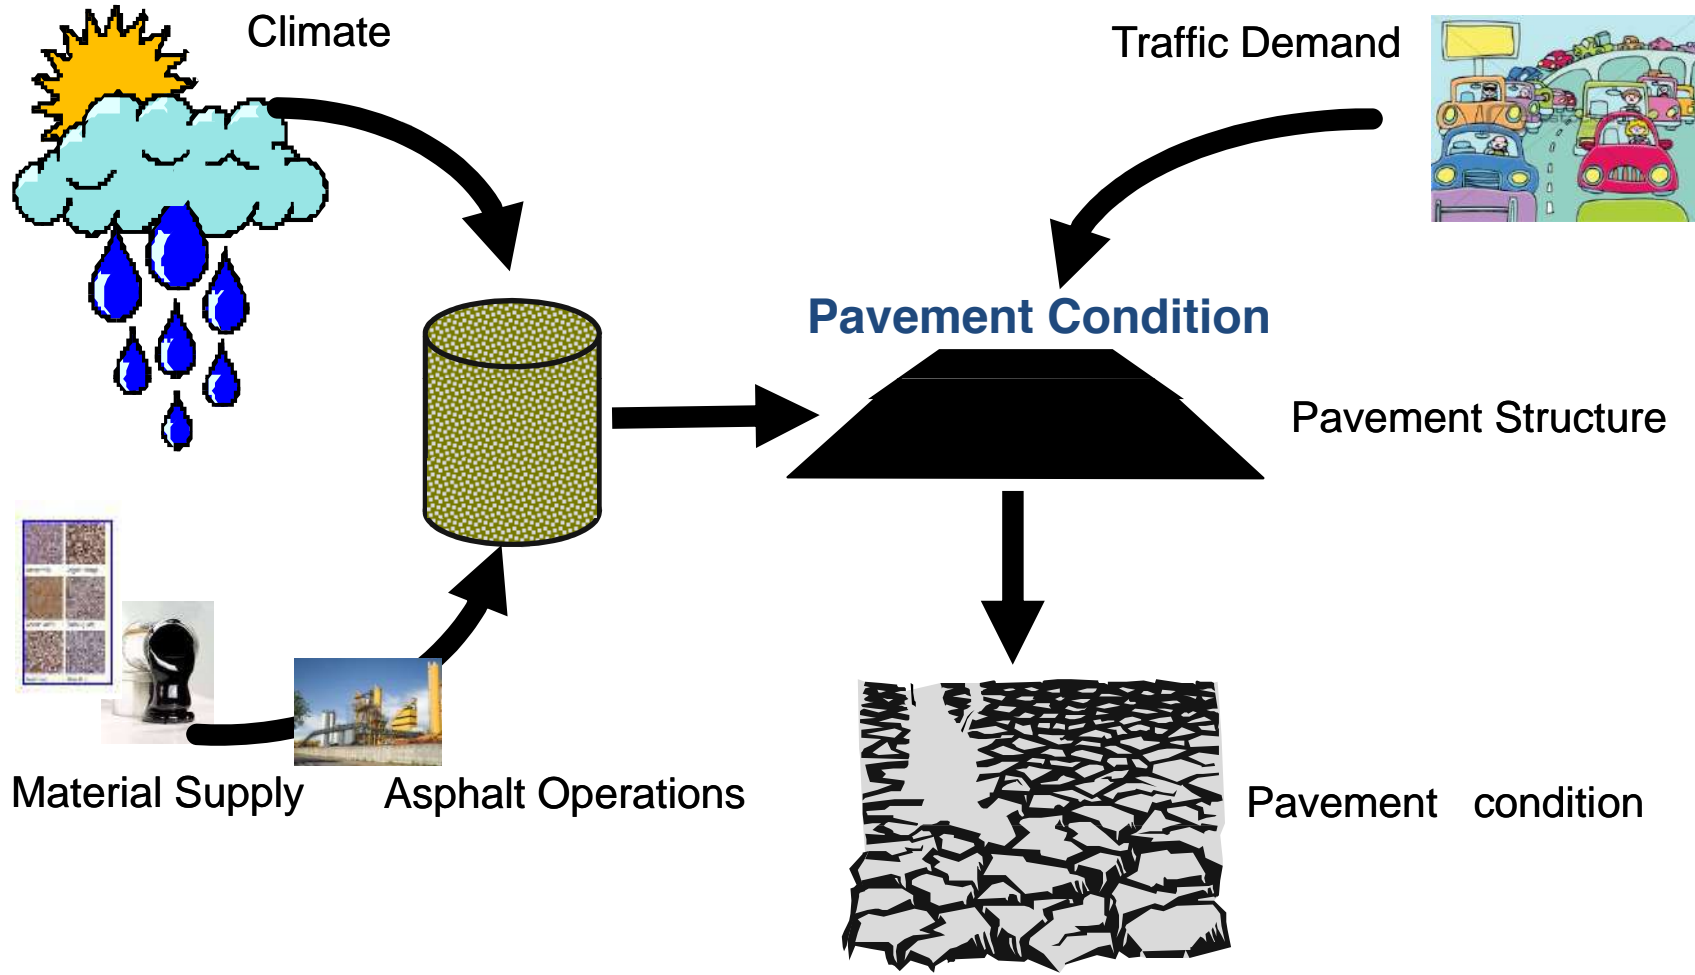 Climate
Traffic Demand
Pavement Condition
Pavement Structure
Material Supply
Asphalt Operations
Pavement condition